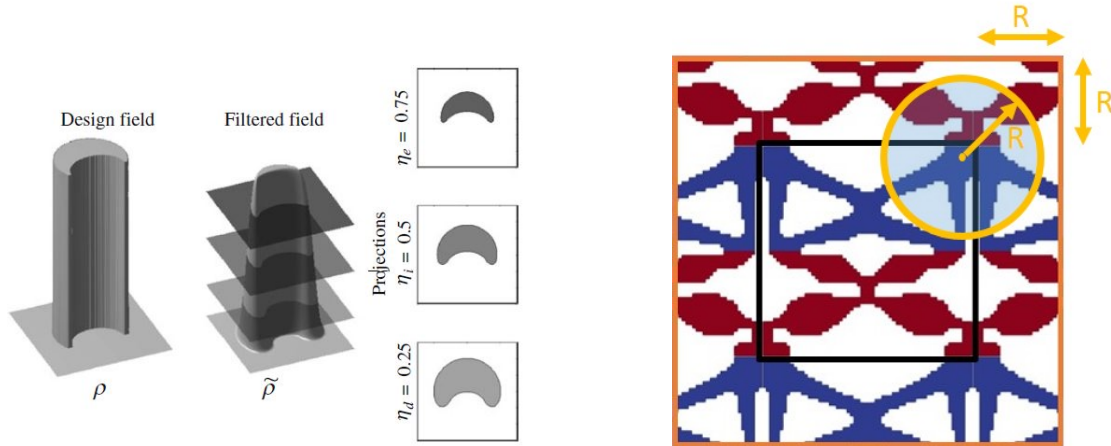 Design field
Filtered field
ρ
ρ̃
Projections
ηe = 0.75
ηi = 0.5
ηd = 0.25
R
R
R